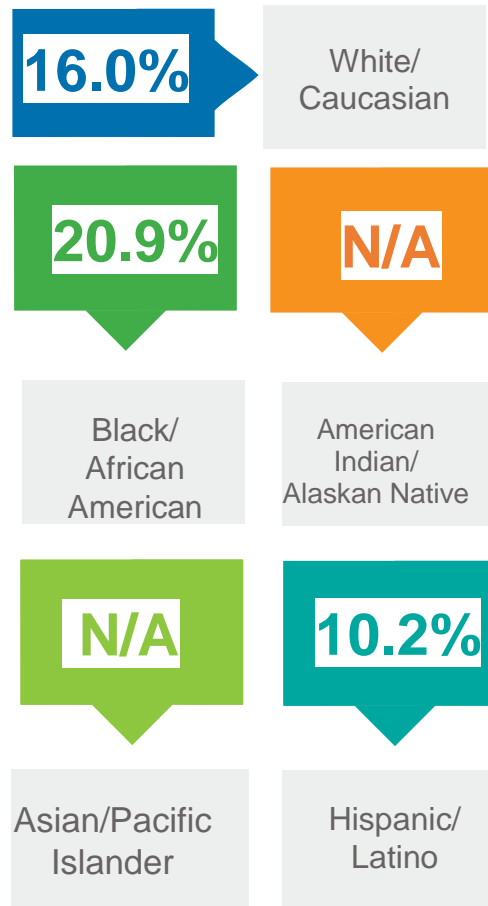 16.0%
White/
Caucasian
20.9%
N/A
Black/
African
American
American
Indian/
Alaskan Native
N/A
10.2%
Asian/Pacific
Islander
Hispanic/
Latino